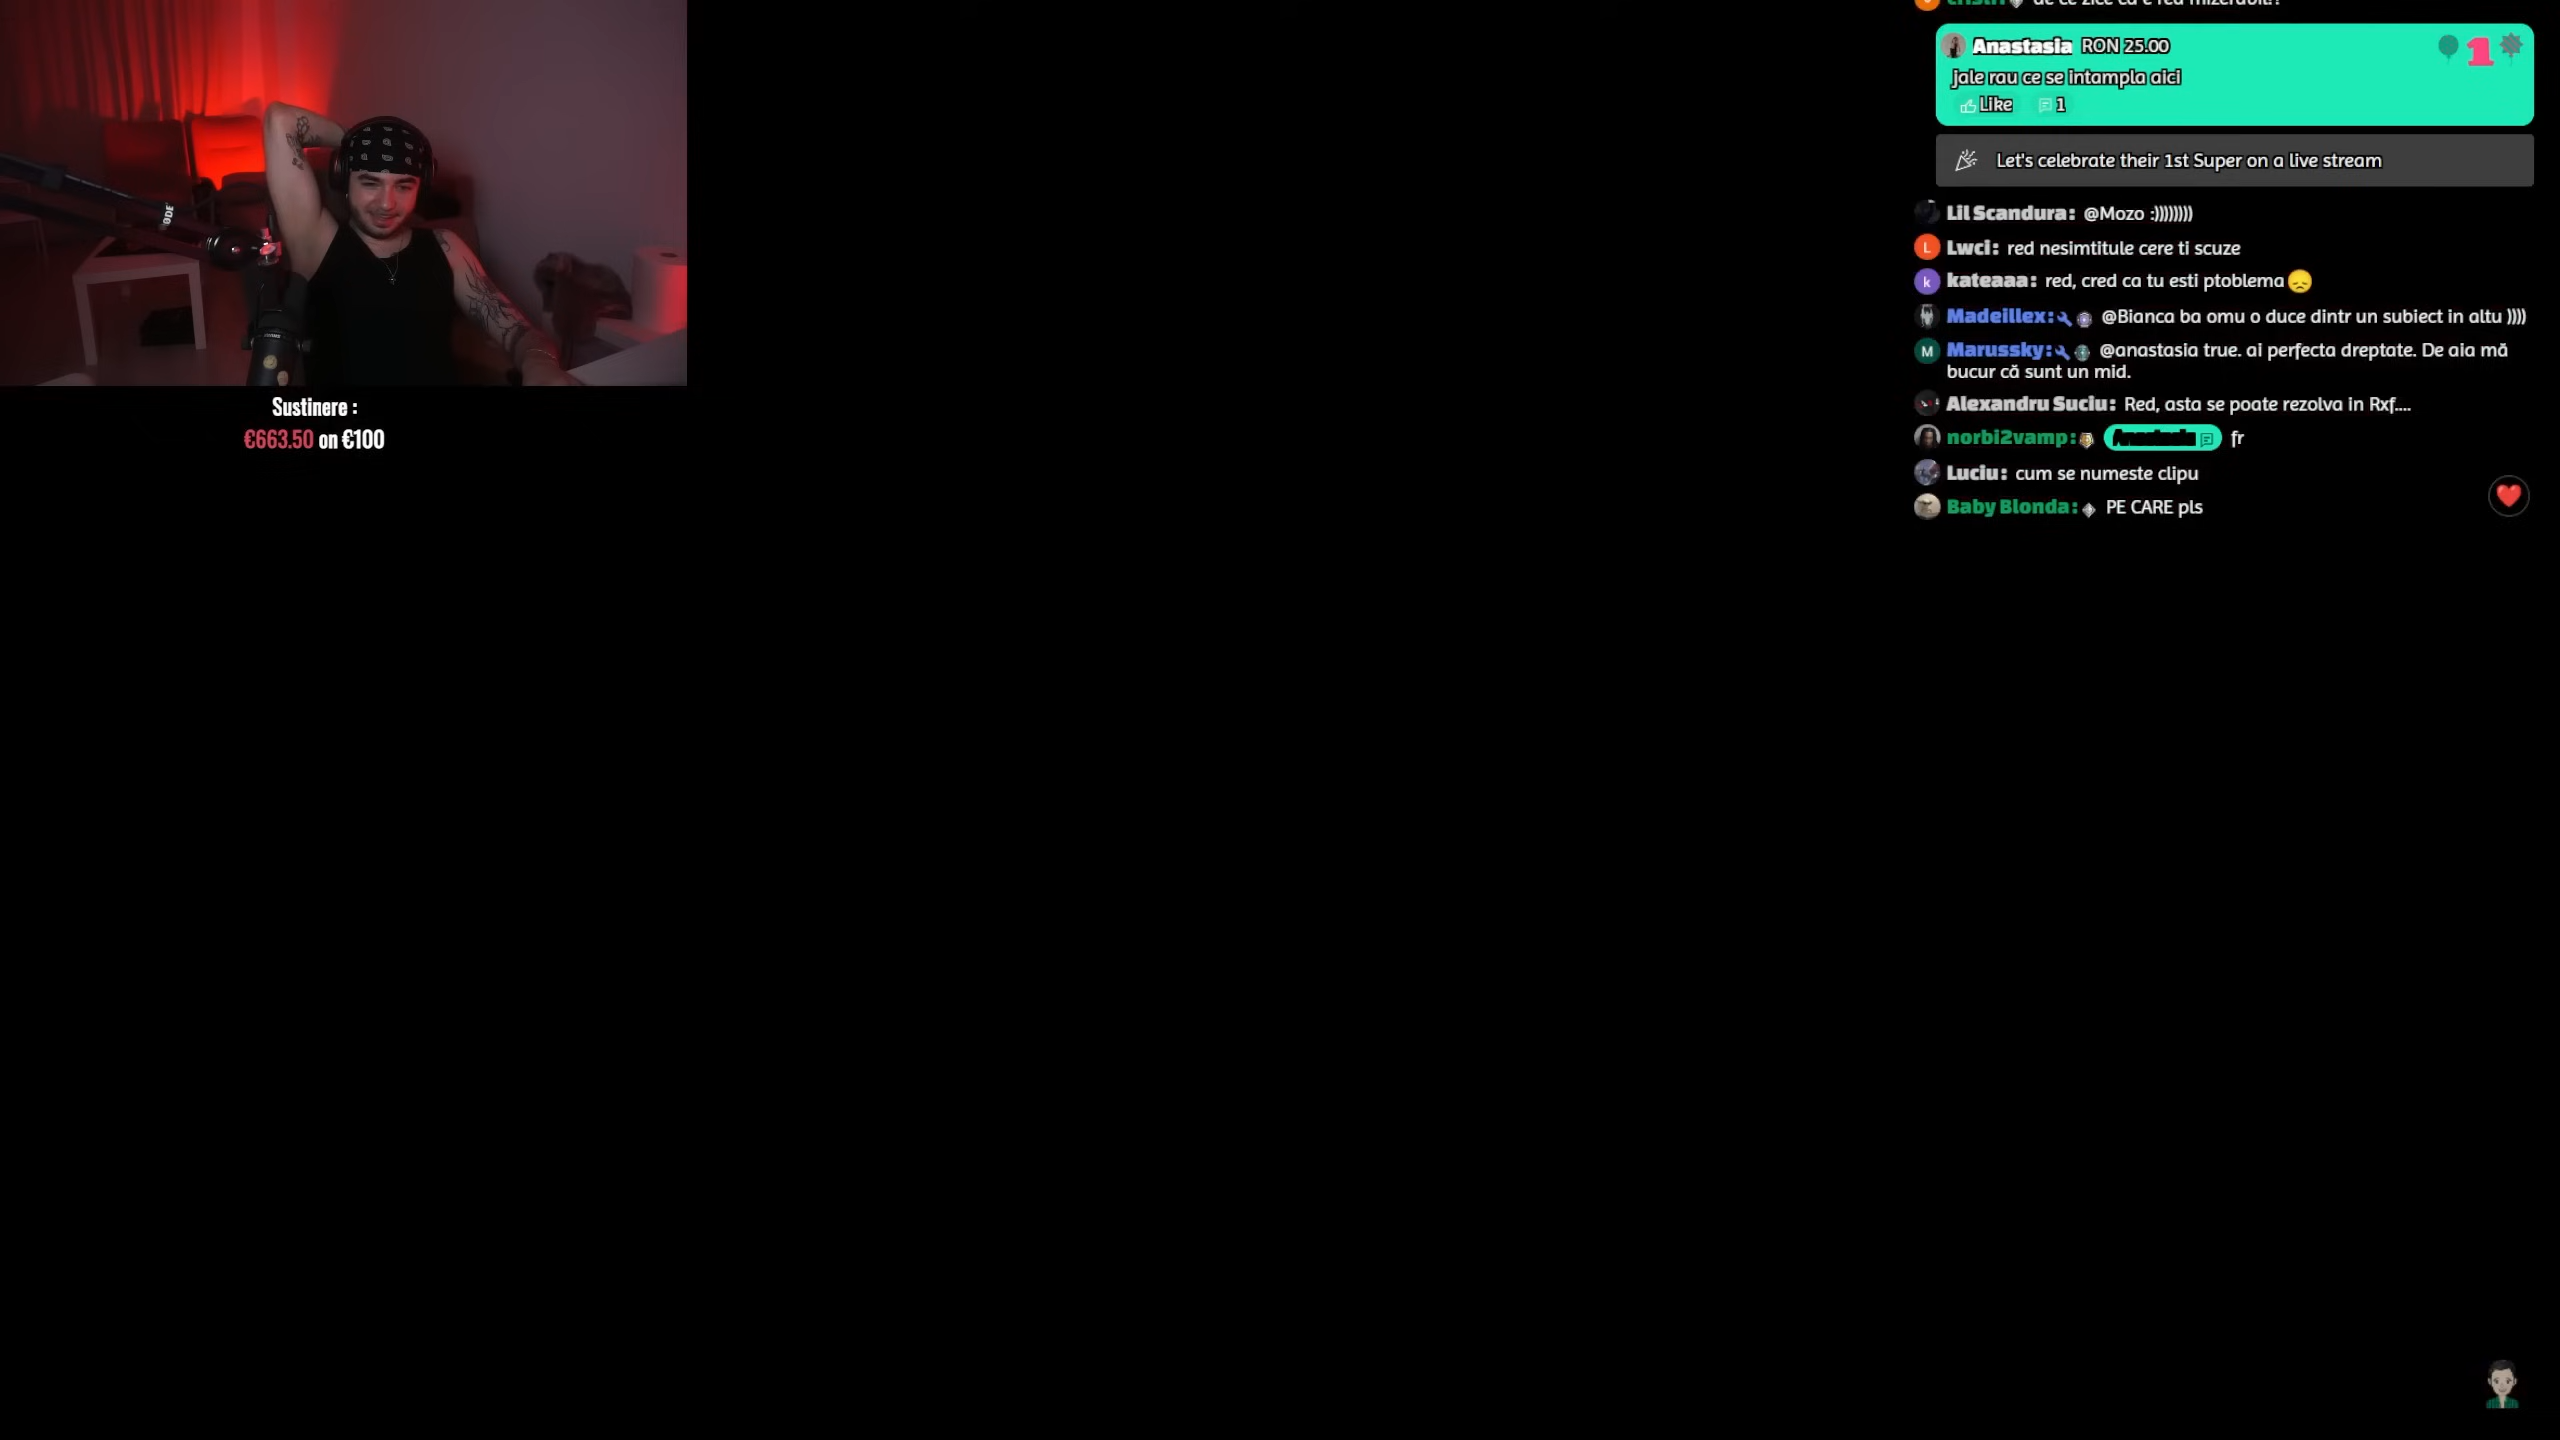 Anastasia RON 25.00
1
jale rau ce se intampla aici
Like 1
Let's celebrate their 1st Super on a live stream
Lil Scandura: @Mozo :))))))))
L Lwci: red nesimtitule cere ti scuze
k kateaaa: red, cred ca tu esti ptoblema😞
Madeillex: @Bianca ba omu o duce dintr un subiect in altu ))))
M Marussky: @anastasia true. ai perfecta dreptate. De aia mă
bucur că sunt un mid.
Alexandru Suciu: Red, asta se poate rezolva in Rxf....
norbi2vamp: fr
Luciu: cum se numeste clipu
Baby Blonda: PE CARE pls
Sustinere :
€663.50 on €100